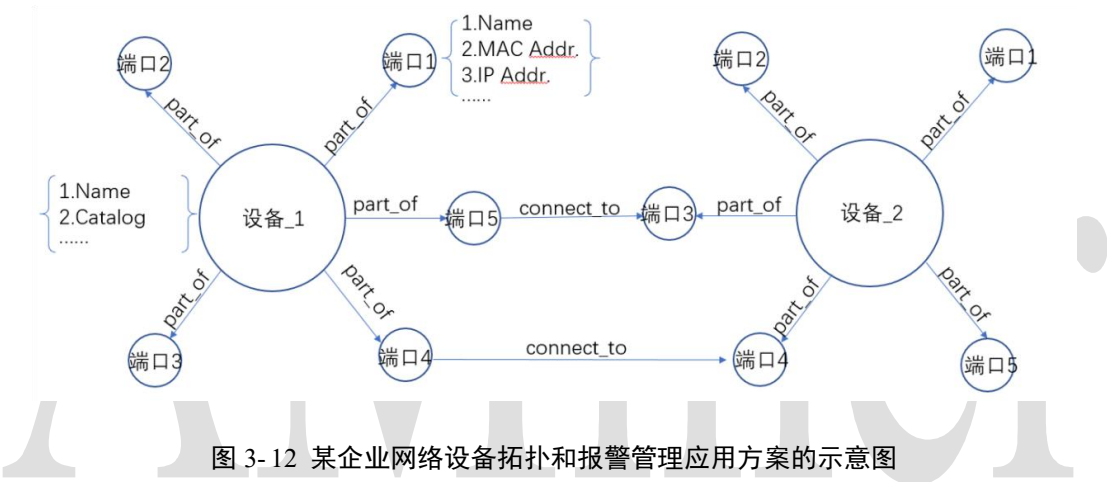 1.Name
2.MAC Addr.
3.IP Addr.
......
端口2
端口1
端口2
端口1
part_of
part_of
part_of
part_of
1.Name
2.Catalog
......
设备_1
part_of
端口5
connect_to
端口3
part_of
设备_2
part_of
part_of
part_of
part_of
端口3
端口4
connect_to
端口4
端口5
图 3-12 某企业网络设备拓扑和报警管理应用方案的示意图